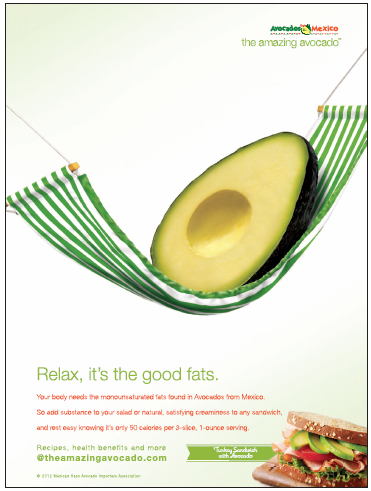 Avocados Mexico
the amazing avocado™
Relax, it's the good fats.
Your body needs the monounsaturated fats found in Avocados from Mexico.
So add substance to your salad or natural, satisfying creaminess to any sandwich,
and rest easy knowing it's only 50 calories per 3-slice, 1-ounce serving.
Recipes, health benefits and more
@theamazingavocado.com
Turkey Sandwich
with Avocado
© 2012 Mexican Hass Avocado Importers Association